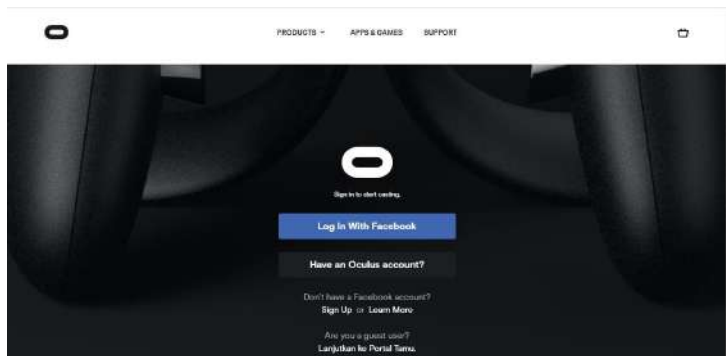 PRODUCTS APPS & GAMES SUPPORT
Sign in to start casting.
Log In With Facebook
Have an Oculus account?
Don't have a Facebook account?
Sign Up or Learn More
Are you a guest user?
Lanjutkan ke Portal Tamu.